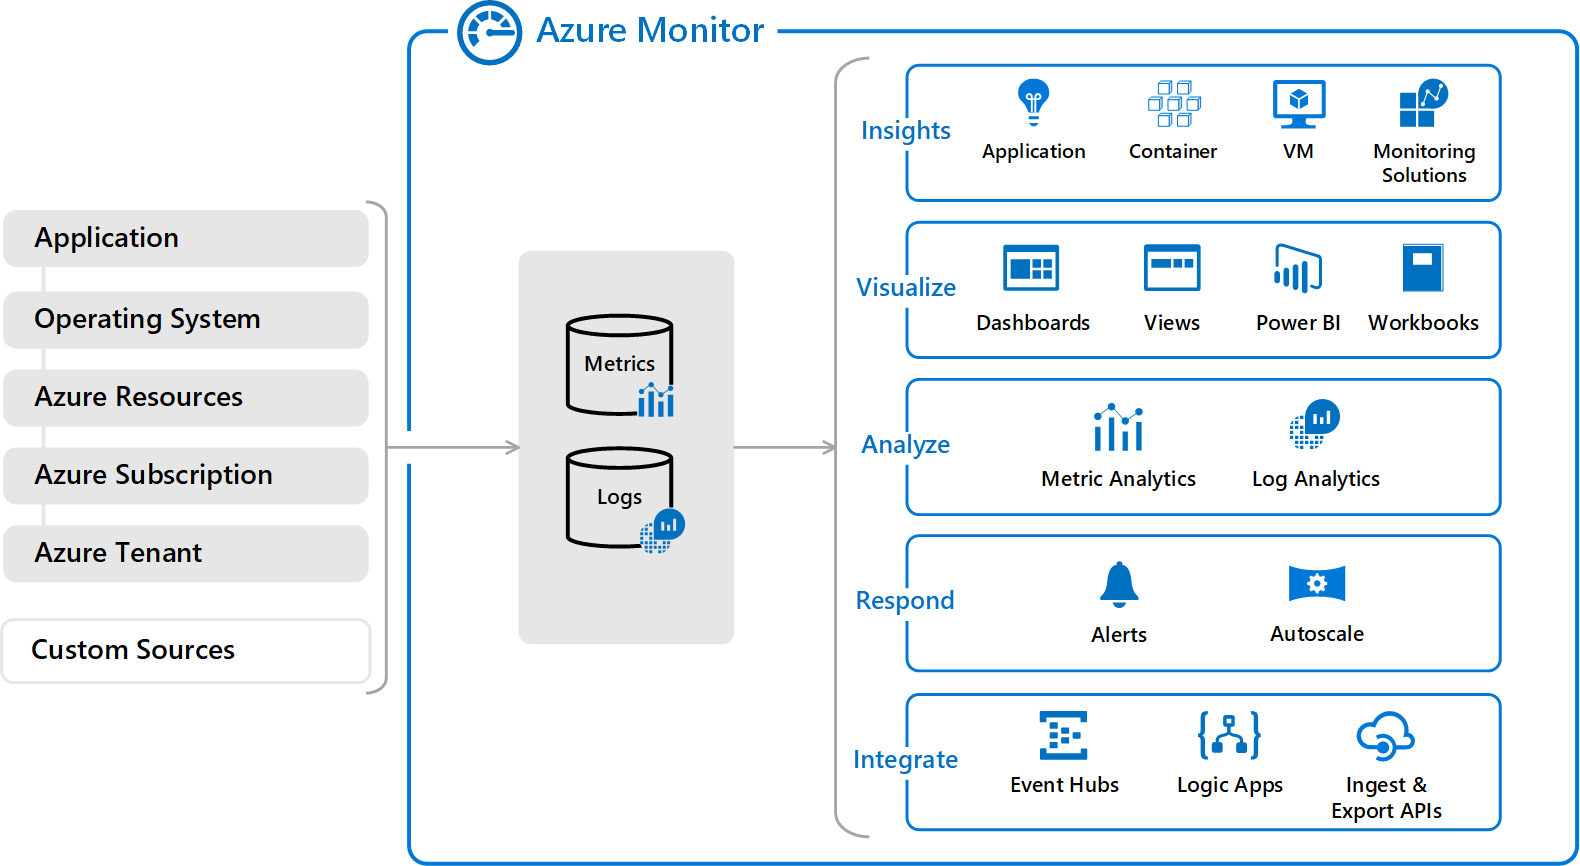 Azure Monitor
Application
Operating System
Azure Resources
Azure Subscription
Azure Tenant
Custom Sources
Metrics
Logs
Insights
Application
Container
VM
Monitoring
Solutions
Visualize
Dashboards
Views
Power BI
Workbooks
Analyze
Metric Analytics
Log Analytics
Respond
Alerts
Autoscale
Integrate
Event Hubs
Logic Apps
Ingest &
Export APIs